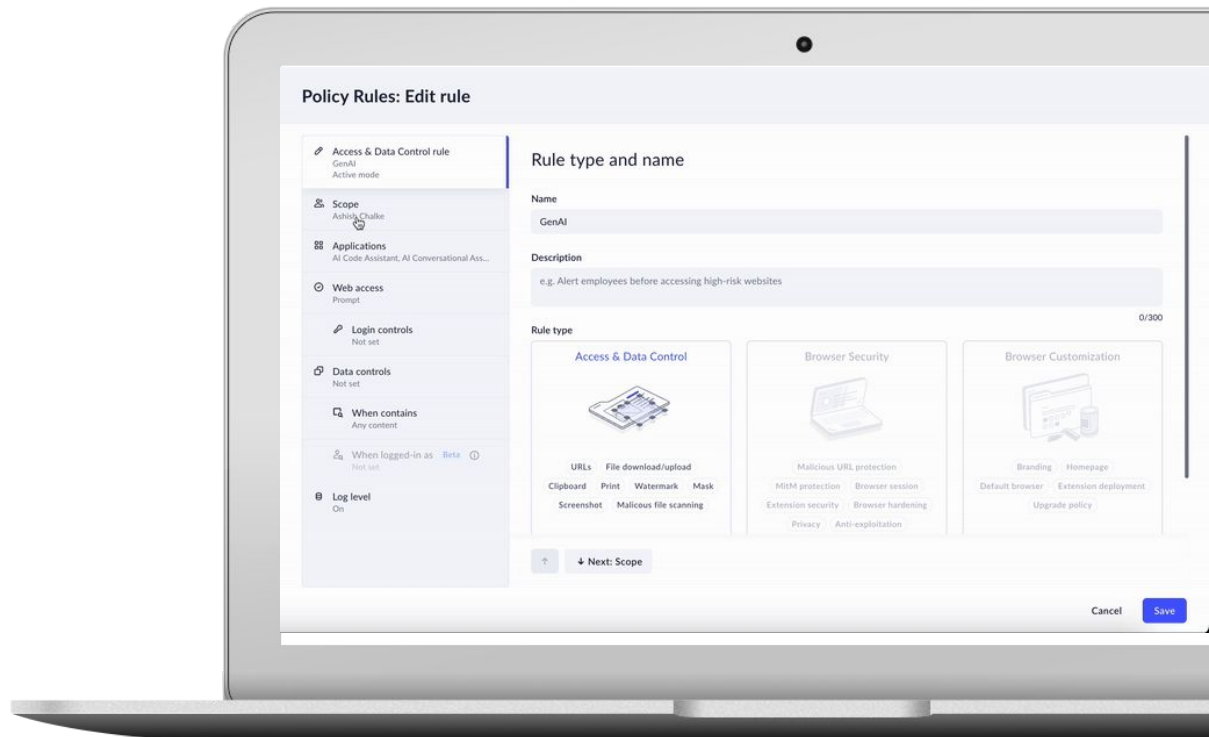 Policy Rules: Edit rule
Access & Data Control rule
GenAI
Active mode
Scope
Ashish Chalke
Applications
AI Code Assistant, AI Conversational Ass...
Web access
Prompt
Login controls
Not set
Data controls
Not set
When contains
Any content
When logged-in as Beta
Not set
Log level
On
Rule type and name
Name
GenAI
Description
e.g. Alert employees before accessing high-risk websites
0/300
Rule type
Access & Data Control
URLs File download/upload
Clipboard Print Watermark Mask
Screenshot Malicous file scanning
Browser Security
Malicious URL protection
MitM protection Browser session
Extension security Browser hardening
Privacy Anti-exploitation
Browser Customization
Branding Homepage
Default browser Extension deployment
Upgrade policy
↑ ↓ Next: Scope
Cancel Save